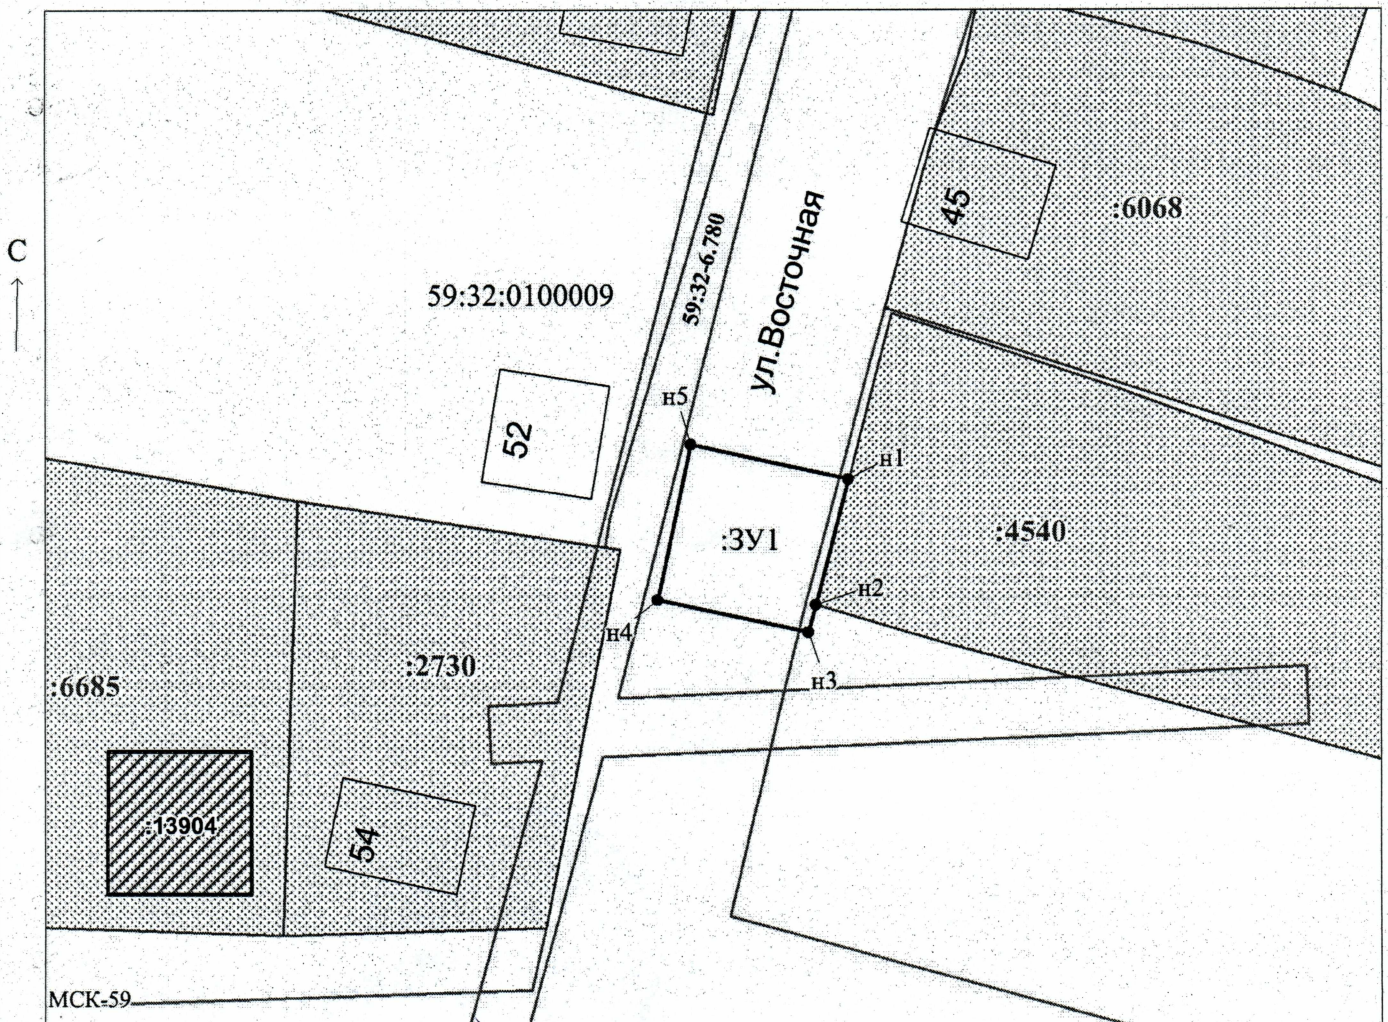 45
:6068
С
59:32-6.780
ул.Восточная
59:32:0100009
н5
52
н1
:ЗУ1
:4540
н2
н4
:2730
н3
:6685
:13904
54
МСК-59